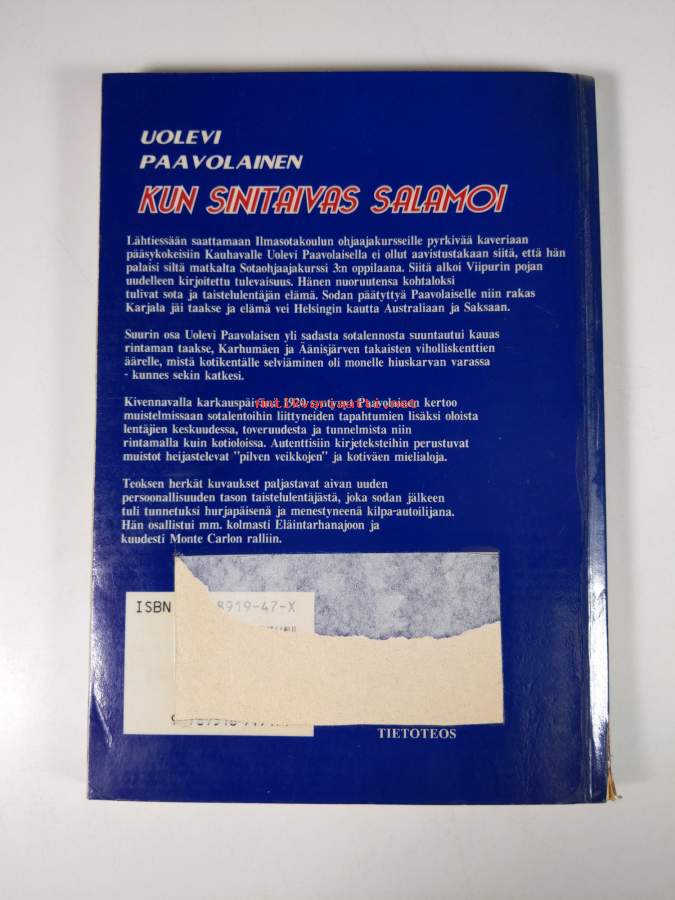 UOLEVI
PAAVOLAINEN
KUN SINITAIVAS SALAMOI
Lähtiessään saattamaan Ilmasotakoulun ohjaajakursseille pyrkivää kaveriaan
pääsykokeisiin Kauhavalle Uolevi Paavolaisella ei ollut aavistustakaan siitä, että hän
palaisi siltä matkalta Sotaohjaajakurssi 3:n oppilaana. Siitä alkoi Viipurin pojan
uudelleen kirjoitettu tulevaisuus. Hänen nuoruutensa kohtaloksi
tulivat sota ja taistelulentäjän elämä. Sodan päätyttyä Paavolaiselle niin rakas
Karjala jäi taakse ja elämä vei Helsingin kautta Australiaan ja Saksaan.
Suurin osa Uolevi Paavolaisen yli sadasta sotalennosta suuntautui kauas
rintaman taakse, Karhumäen ja Äänisjärven takaisten viholliskenttien
äärelle, mistä kotikentälle selviäminen oli monelle hiuskarvan varassa
- kunnes sekin katkesi.
Kivennavalla karkauspäivänä 1920 syntynyt Paavolainen kertoo
muistelmissaan sotalentoihin liittyneiden tapahtumien lisäksi oloista
lentäjien keskuudessa, toveruudesta ja tunnelmista niin
rintamalla kuin kotioloissa. Autenttisiin kirjeteksteihin perustuvat
muistot heijastelevat "pilven veikkojen" ja kotiväen mielialoja.
Teoksen herkät kuvaukset paljastavat aivan uuden
persoonallisuuden tason taistelulentäjästä, joka sodan jälkeen
tuli tunnetuksi hurjapäisenä ja menestyneenä kilpa-autoilijana.
Hän osallistui mm. kolmasti Eläintarhanajoon ja
kuudesti Monte Carlon ralliin.
ISBN 8919-47-X
TIETOTEOS